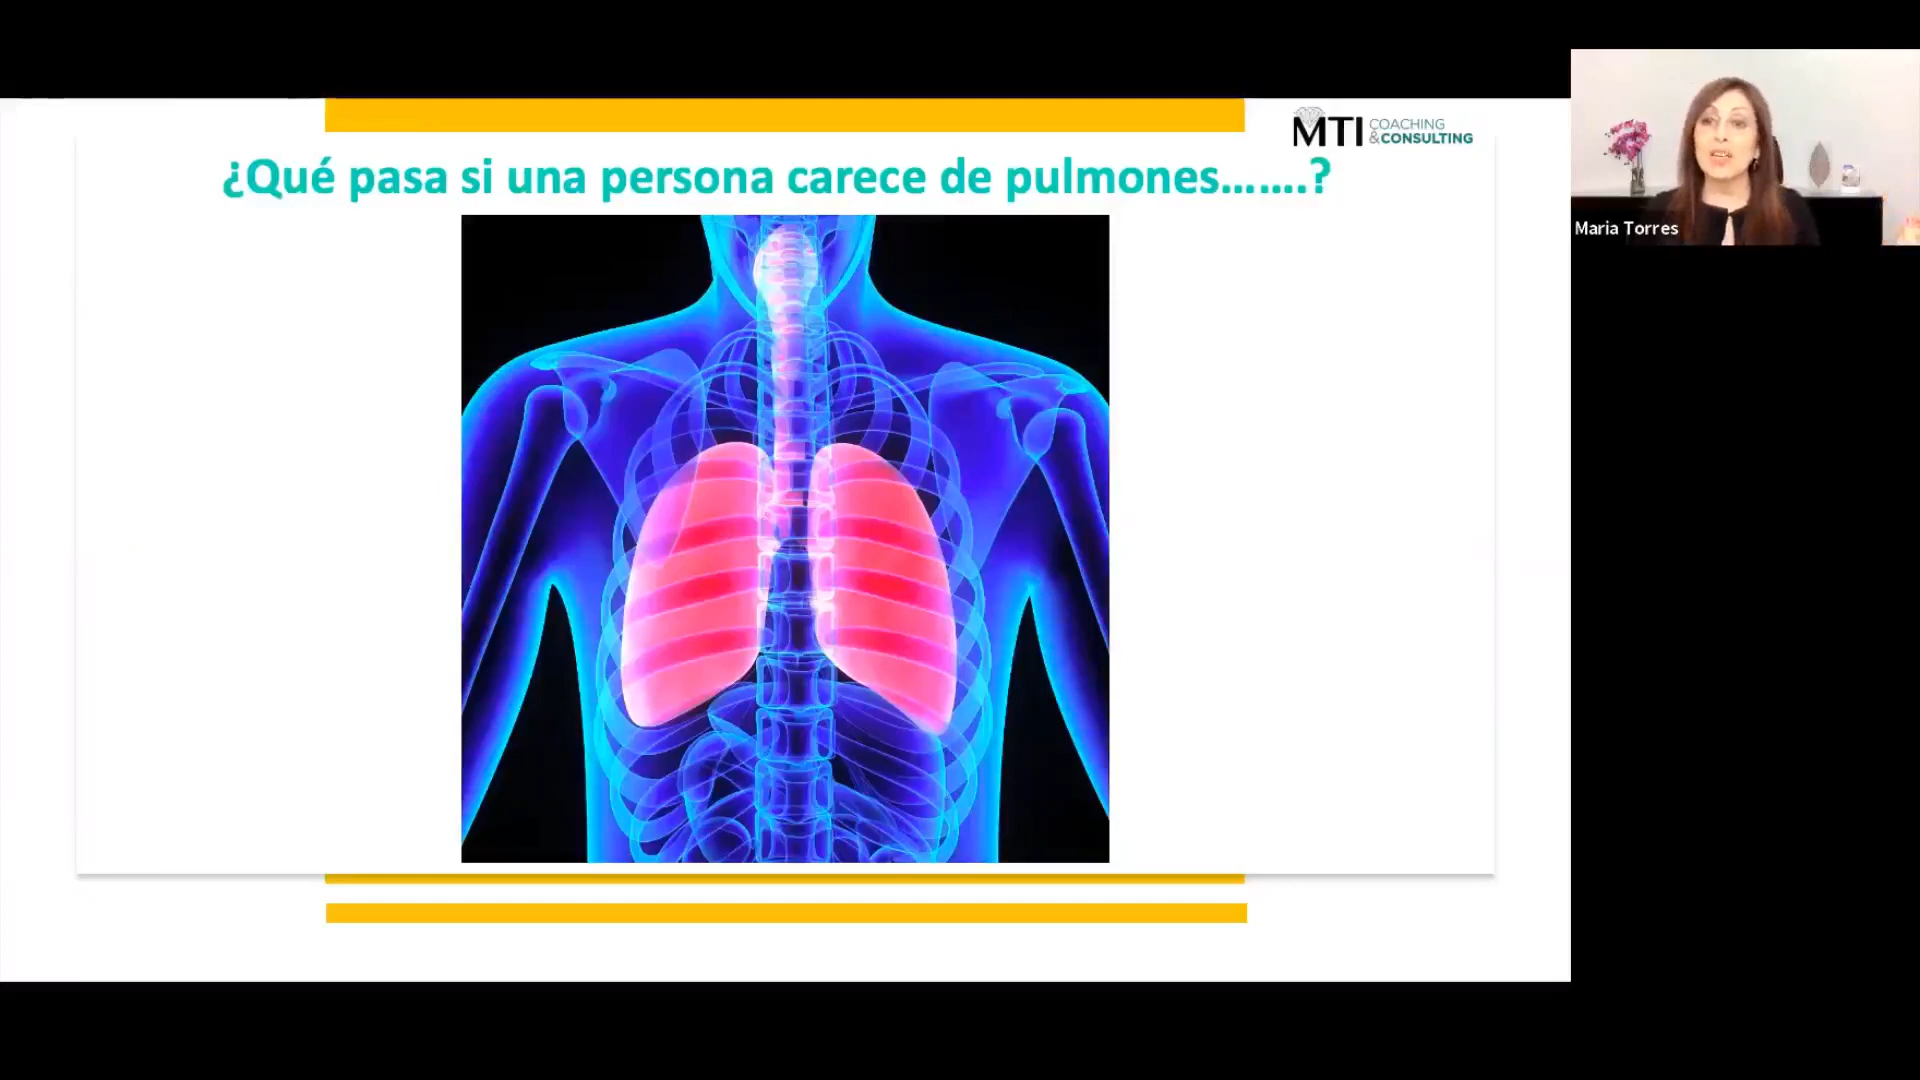 MTI COACHING
&CONSULTING
¿Qué pasa si una persona carece de pulmones.......?
Maria Torres